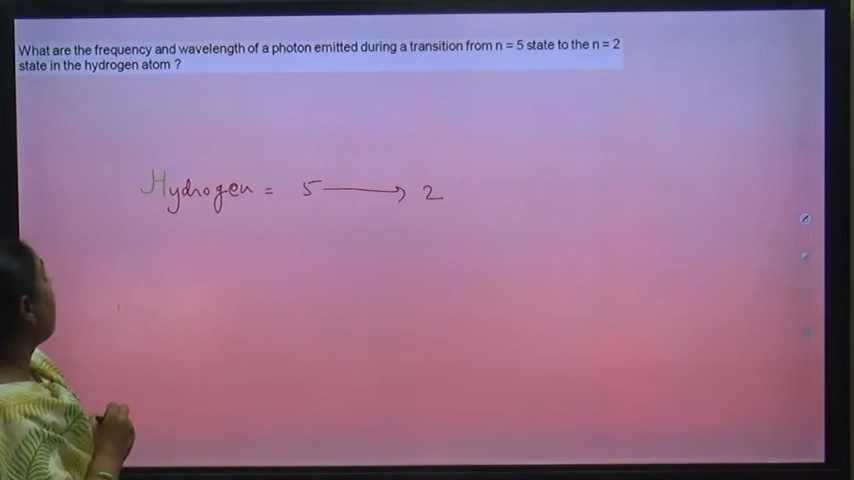 What are the frequency and wavelength of a photon emitted during a transition from n = 5 state to the n = 2
state in the hydrogen atom ?
Hydrogen = 5 → 2